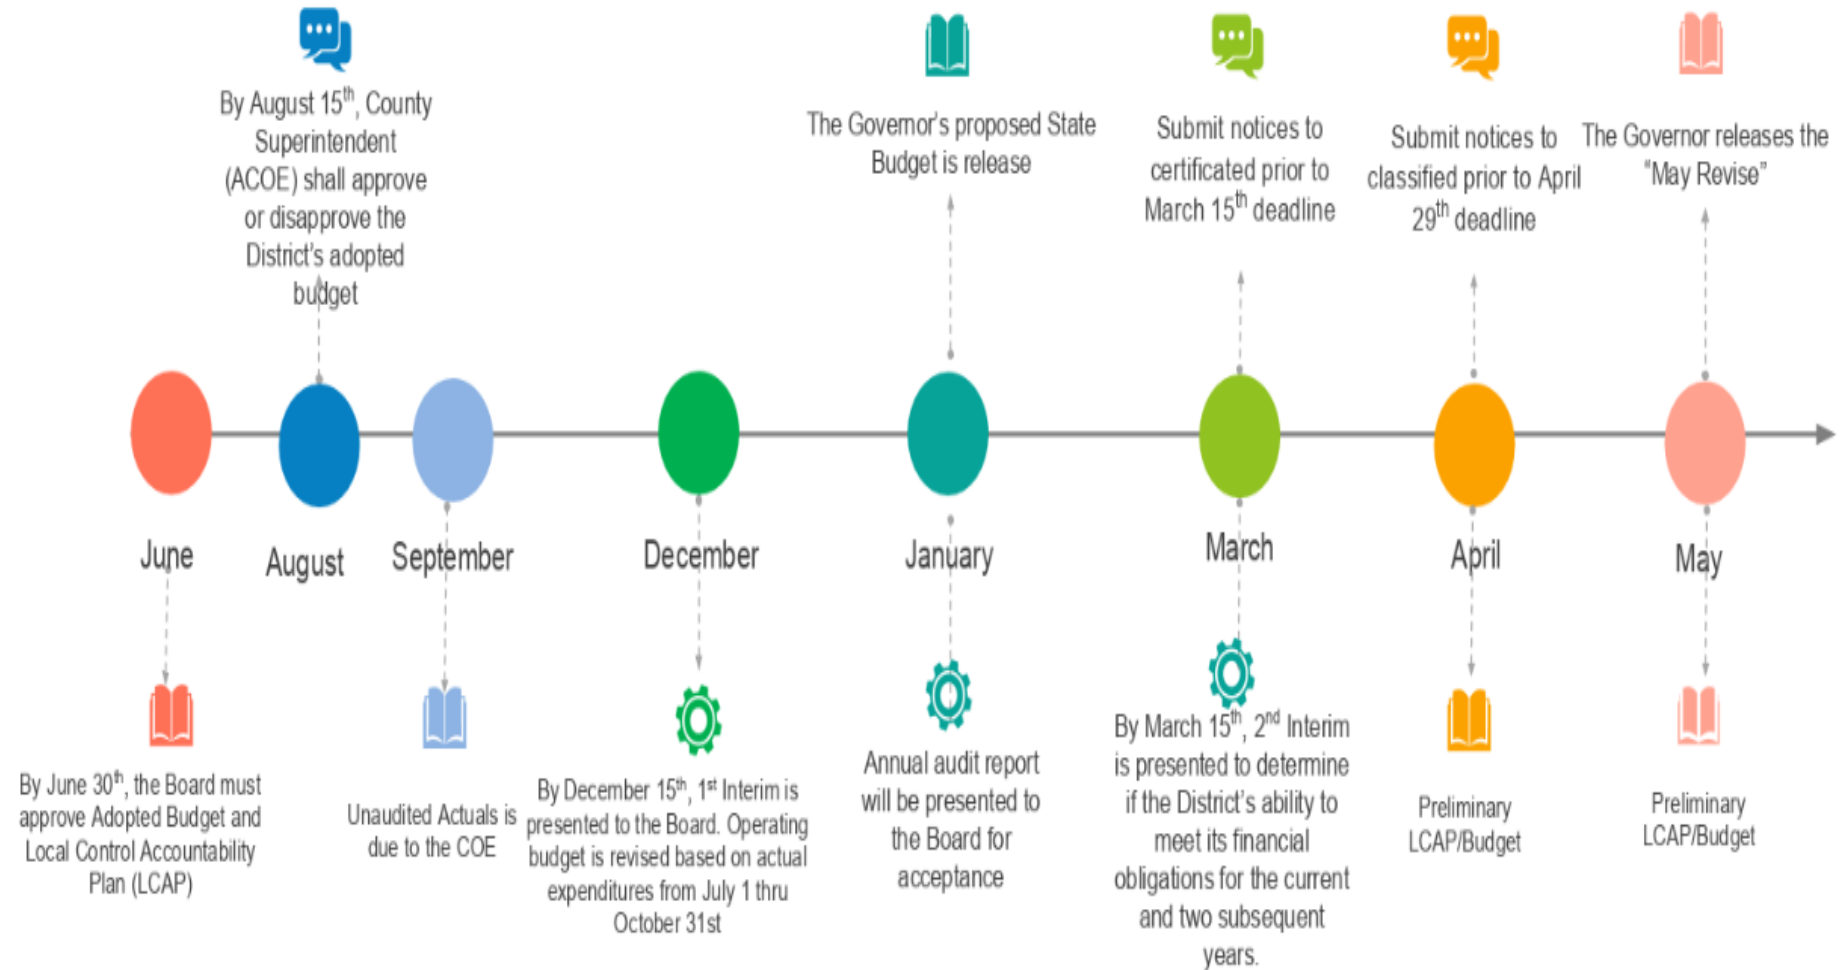 By August 15th, County
Superintendent
(ACOE) shall approve
or disapprove the
District's adopted
budget
The Governor's proposed State
Budget is release
Submit notices to
certificated prior to
March 15th deadline
Submit notices to
classified prior to April
29th deadline
The Governor releases the
"May Revise"
June
August
September
December
January
March
April
May
By June 30th, the Board must
approve Adopted Budget and
Local Control Accountability
Plan (LCAP)
Unaudited Actuals is
due to the COE
By December 15th, 1st Interim is
presented to the Board. Operating
budget is revised based on actual
expenditures from July 1 thru
October 31st
Annual audit report
will be presented to
the Board for
acceptance
By March 15th, 2nd Interim
is presented to determine
if the District's ability to
meet its financial
obligations for the current
and two subsequent
years.
Preliminary
LCAP/Budget
Preliminary
LCAP/Budget